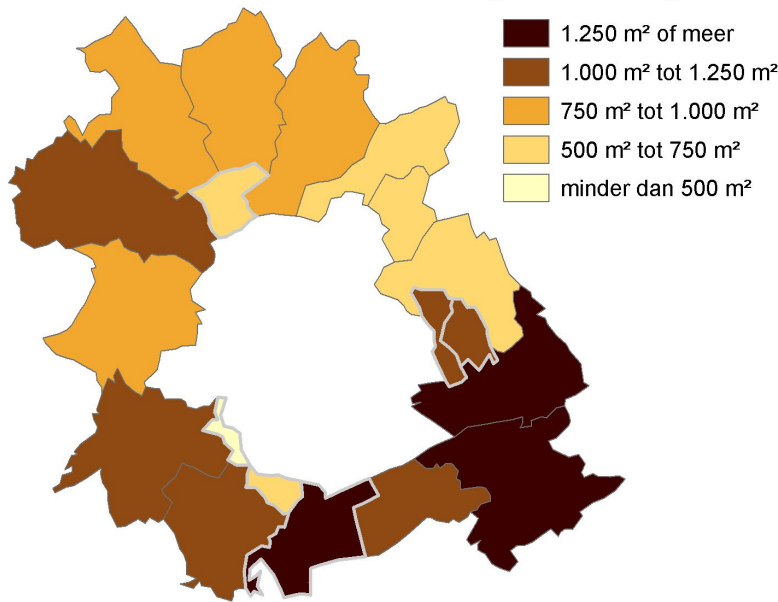 1.250 m² of meer
1.000 m² tot 1.250 m²
750 m² tot 1.000 m²
500 m² tot 750 m²
minder dan 500 m²